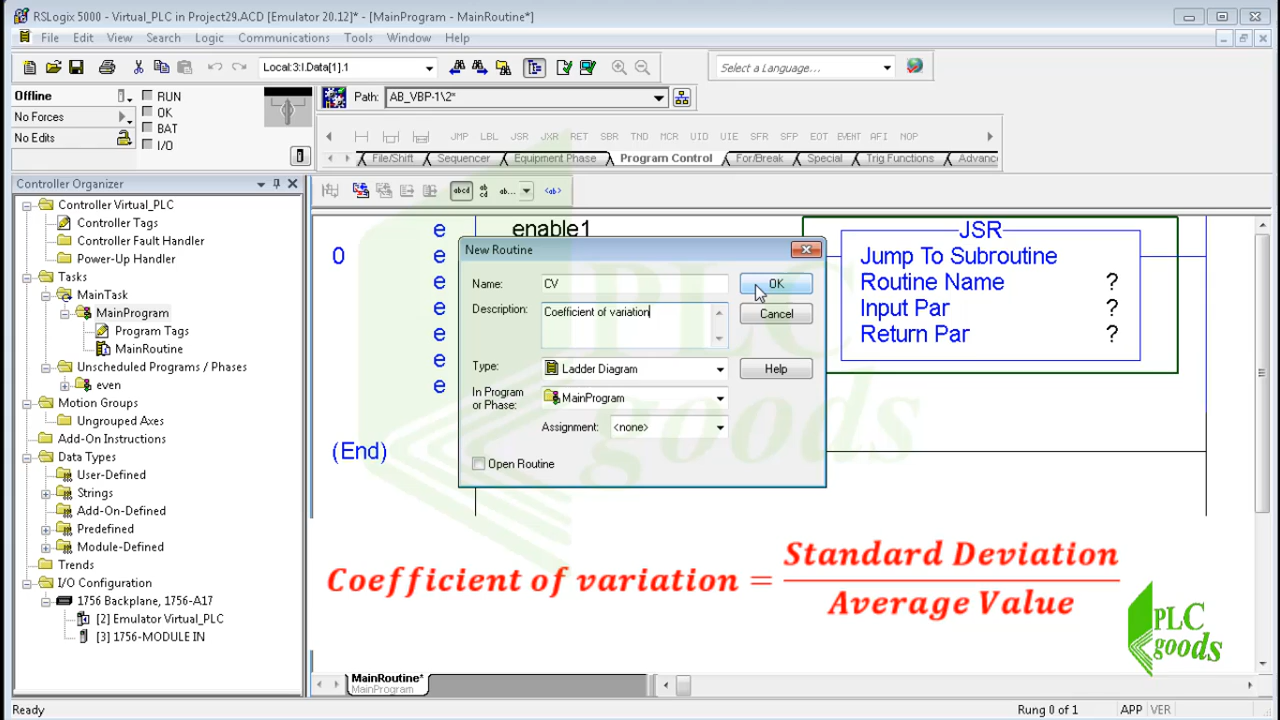 RSLogix 5000 - Virtual_PLC in Project29.ACD [Emulator 20.12]* - [MainProgram - MainRoutine*]
File Edit View Search Logic Communications Tools Window Help
Local:3:I.Data[1].1
Select a Language...
Offline
RUN
No Forces
OK
No Edits
BAT
I/O
Path: AB_VBP-1\2*
JMP LBL JSR JXR RET SBR TND MCR UID UIE SFR SFP EOT EVENT AFI NOP
File/Shift Sequencer Equipment Phase Program Control For/Break Special Trig Functions Advanc
Controller Organizer
abcd ab cd ab... <ab>
Controller Virtual_PLC
Controller Tags
Controller Fault Handler
Power-Up Handler
Tasks
MainTask
MainProgram
Program Tags
MainRoutine
Unscheduled Programs / Phases
even
Motion Groups
Ungrouped Axes
Add-On Instructions
Data Types
User-Defined
Strings
Add-On-Defined
Predefined
Module-Defined
Trends
I/O Configuration
1756 Backplane, 1756-A17
[2] Emulator Virtual_PLC
[3] 1756-MODULE IN
e
0 e
e
e
e
e
e
(End)
enable1
JSR
Jump To Subroutine
Routine Name ?
Input Par ?
Return Par ?
New Routine
Name: CV
OK
Description: Coefficient of variation
Cancel
Type: Ladder Diagram
Help
In Program
or Phase: MainProgram
Assignment: <none>
Open Routine
Coefficient of variation = Standard Deviation
Average Value
PLC
goods
PLC
goods
MainRoutine*
MainProgram
Ready
Rung 0 of 1 APP VER